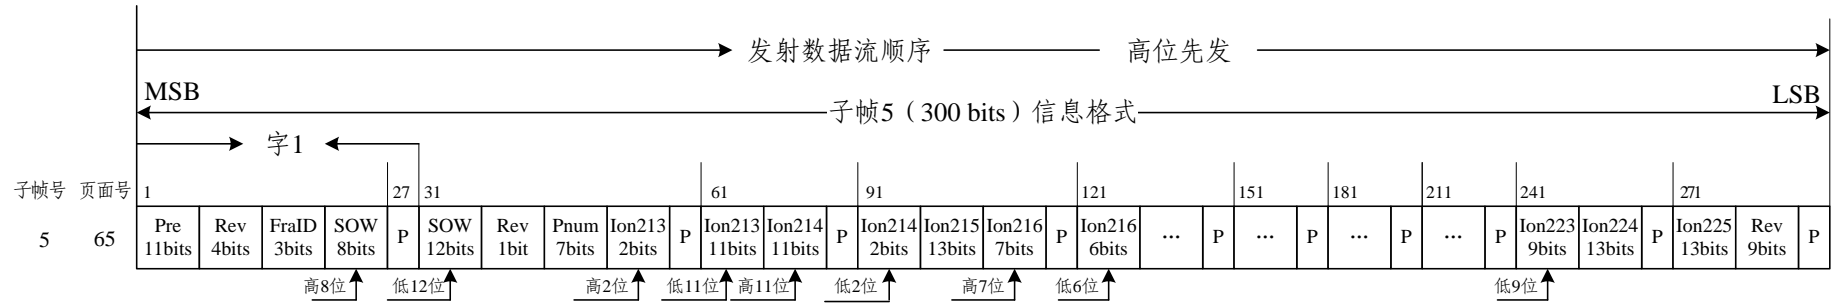 发射数据流顺序 高位先发
MSB LSB
子帧5（300 bits）信息格式
字1
子帧号 页面号 1 27 31 61 91 121 151 181 211 241 271
5 65 Pre 11bits Rev 4bits FraID 3bits SOW 8bits P SOW 12bits Rev 1bit Pnum 7bits Ion213 2bits P Ion213 11bits Ion214 11bits P Ion214 2bits Ion215 13bits Ion216 7bits P Ion216 6bits ... P ... P ... P ... P Ion223 9bits Ion224 13bits P Ion225 13bits Rev 9bits P
高8位 低12位 高2位 低11位 高11位 低2位 高7位 低6位 低9位